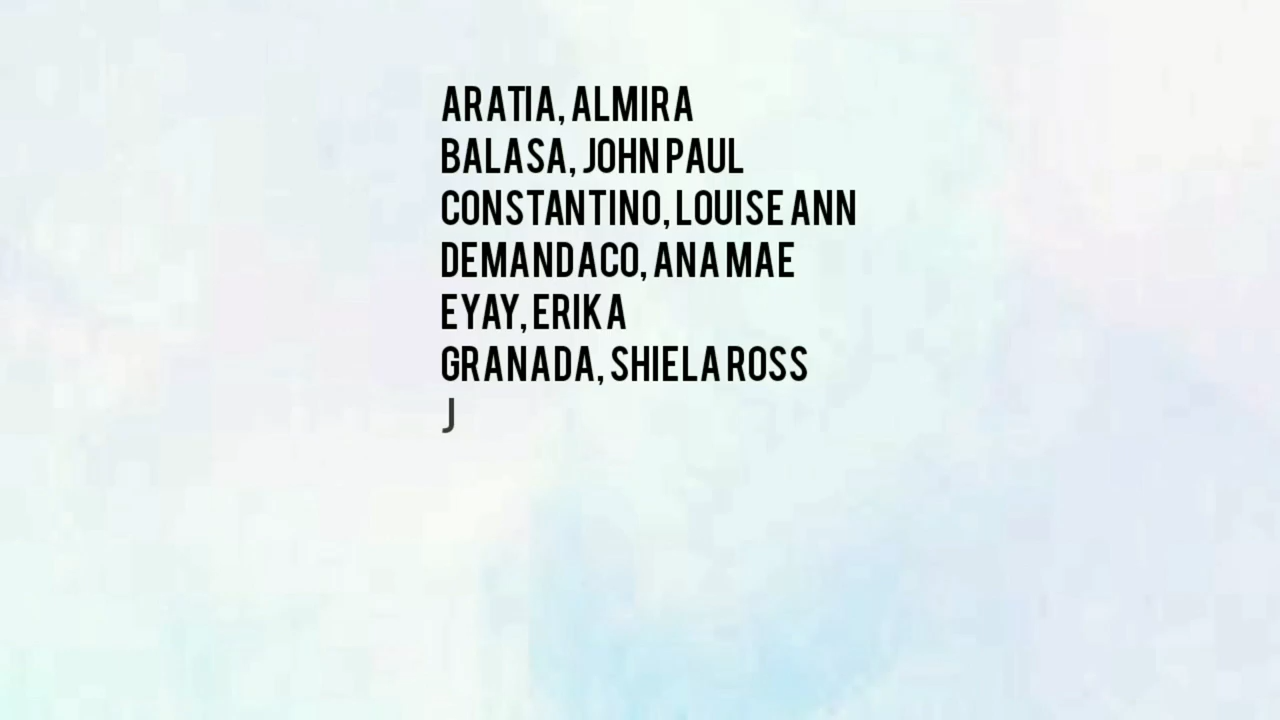 ARATIA, ALMIRA
BALASA, JOHN PAUL
CONSTANTINO, LOUISE ANN
DEMANDACO, ANA MAE
EYAY, ERIKA
GRANADA, SHIELA ROSS
J